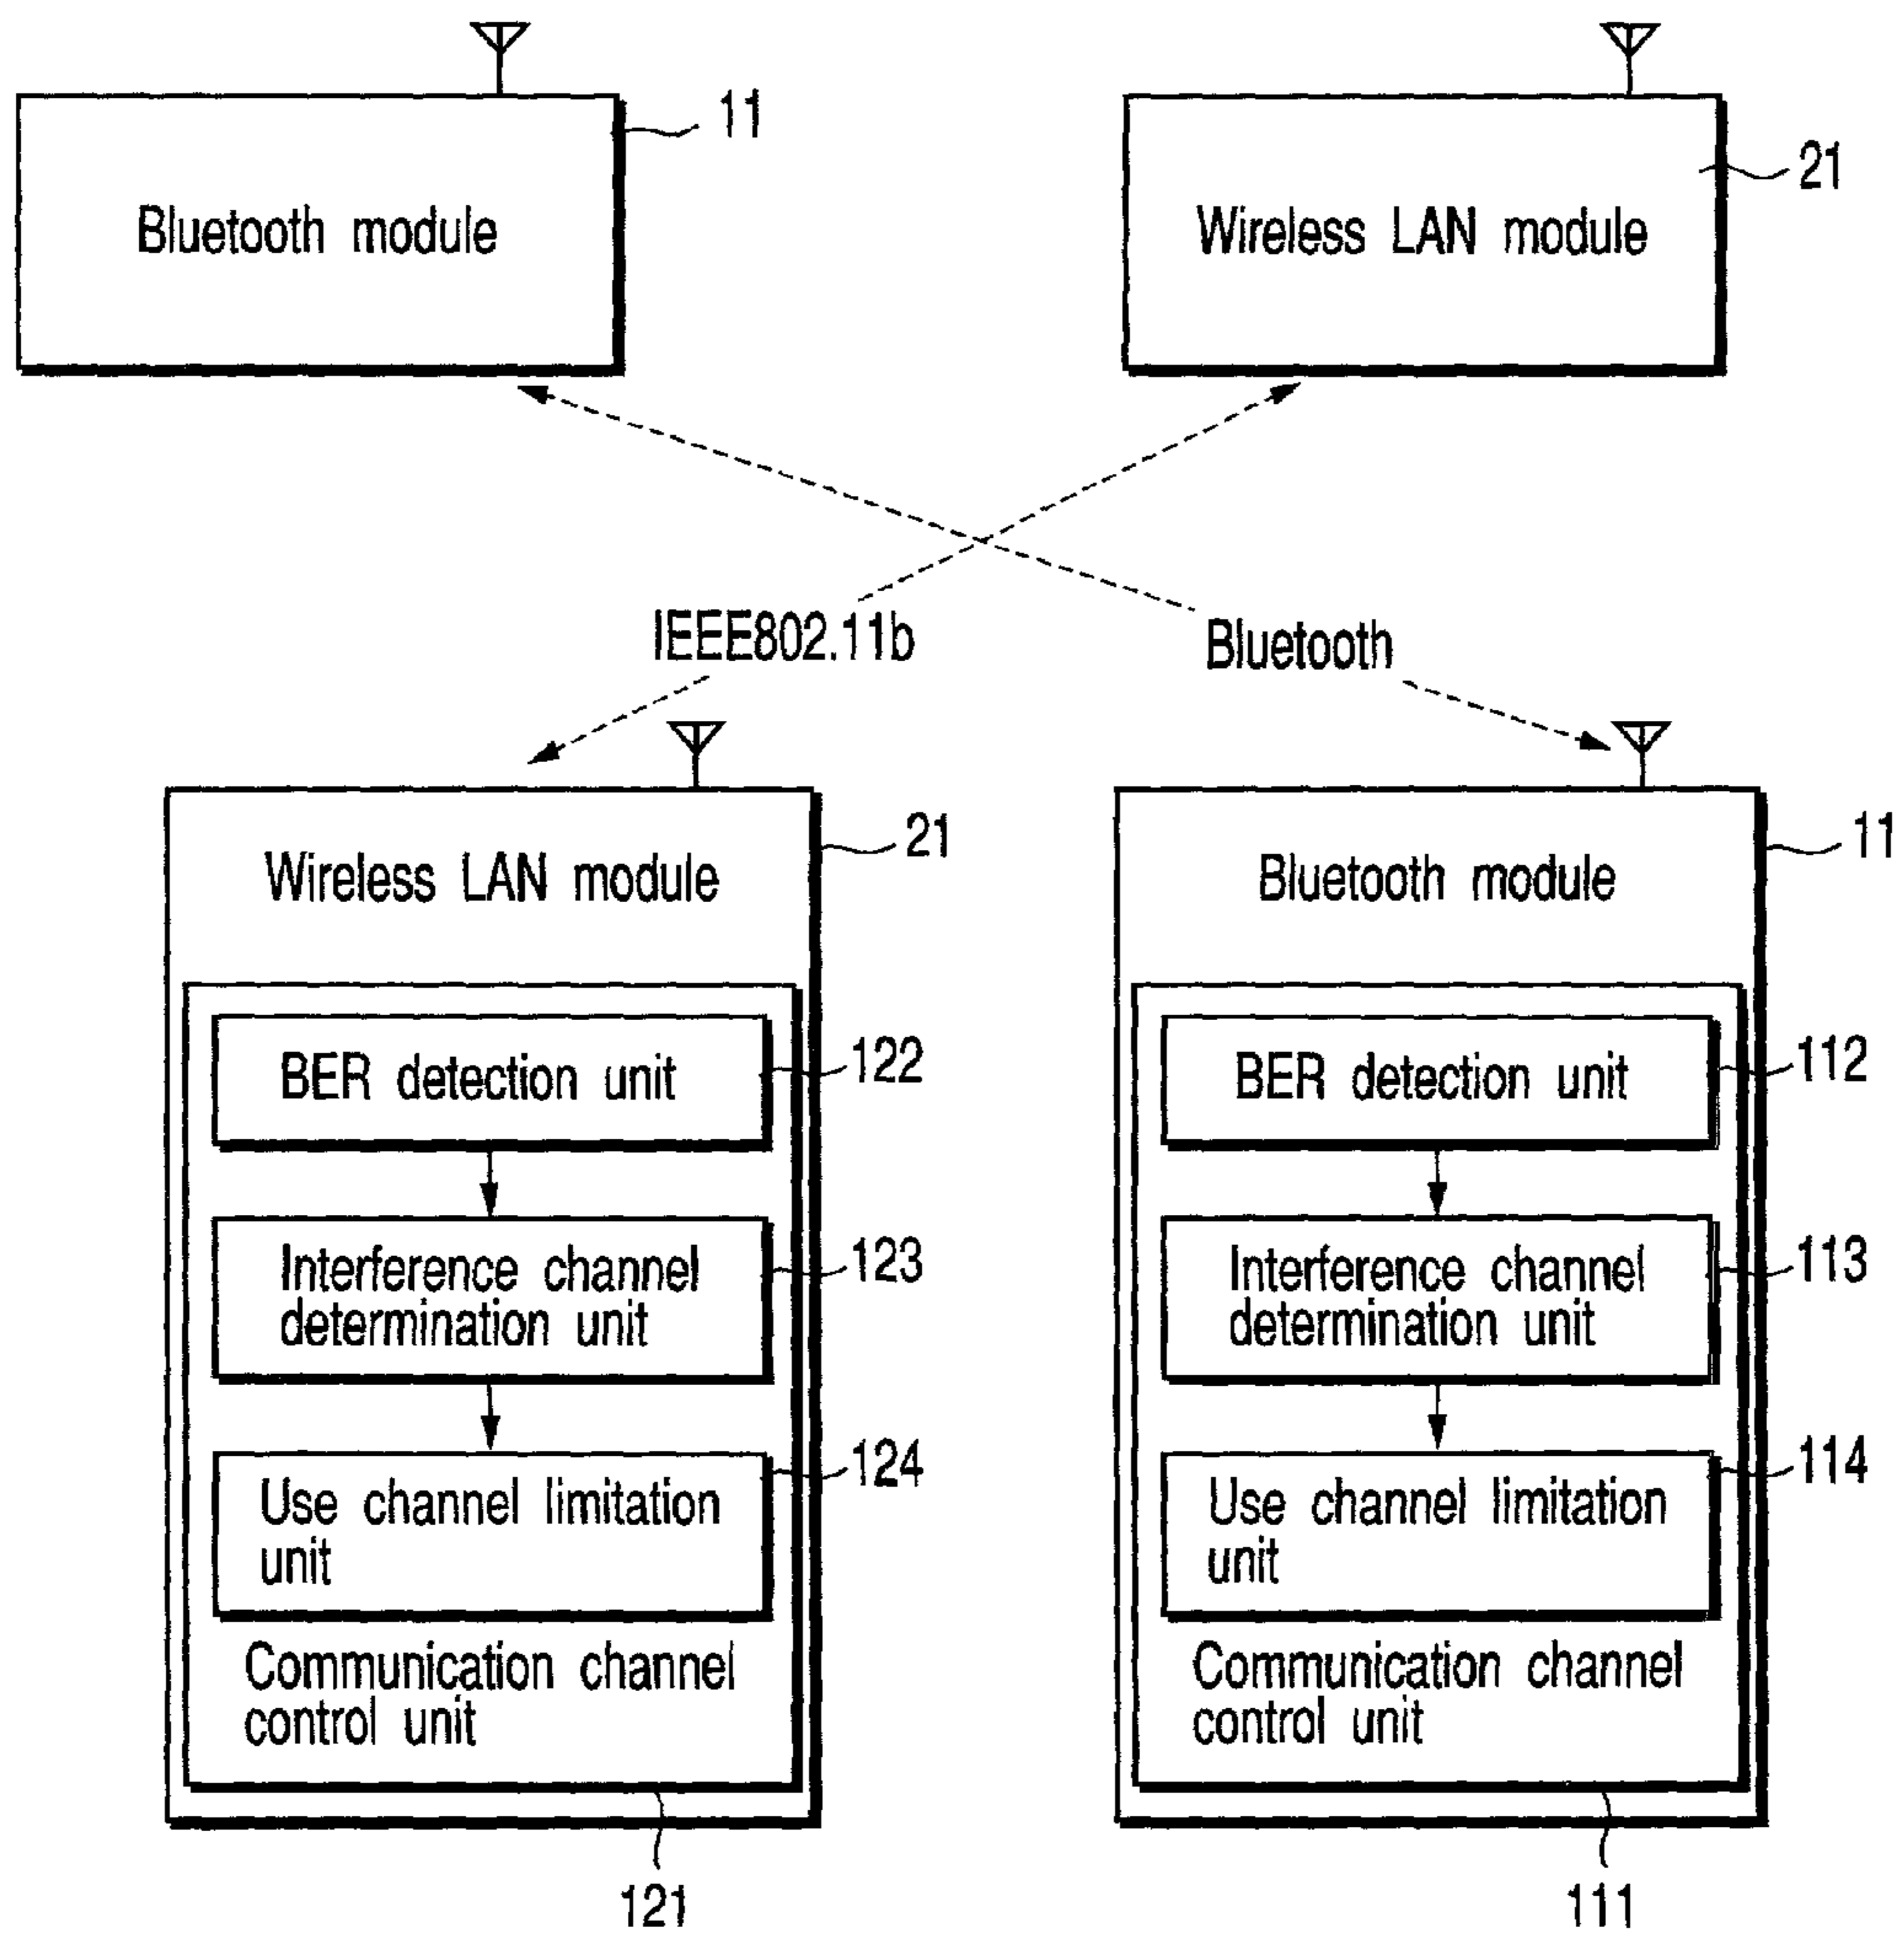 11
Bluetooth module
21
Wireless LAN module
IEEE802.11b
Bluetooth
21
Wireless LAN module
BER detection unit
122
Interference channel
determination unit
123
Use channel limitation
unit
124
Communication channel
control unit
121
11
Bluetooth module
BER detection unit
112
Interference channel
determination unit
113
Use channel limitation
unit
114
Communication channel
control unit
111